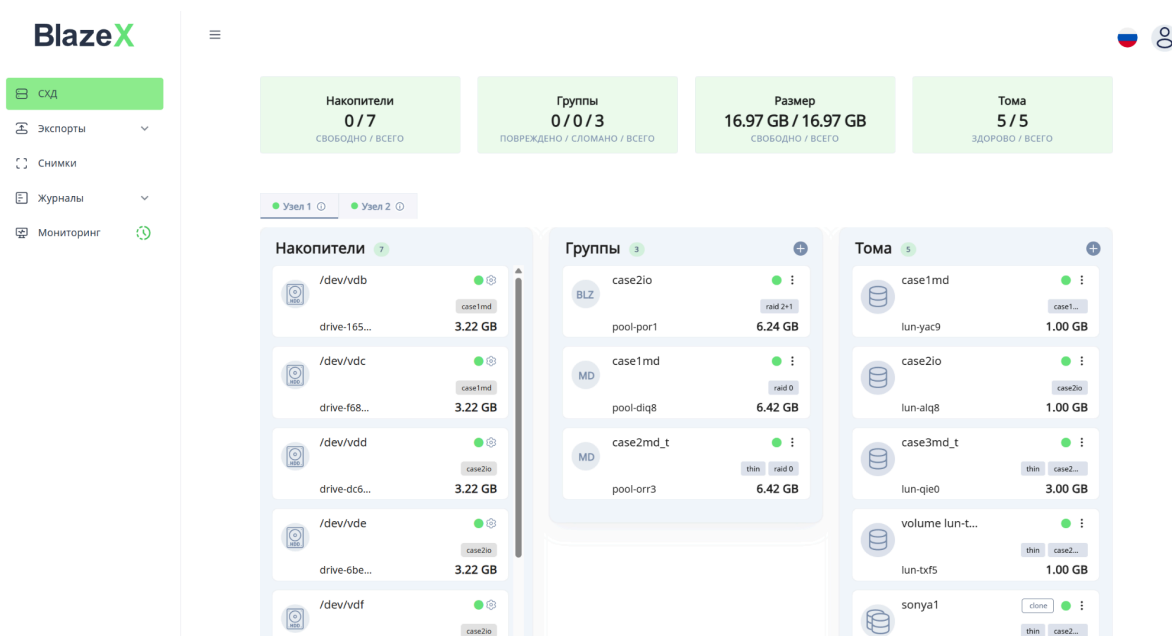 BlazeX
СХД
Экспорты
Снимки
Журналы
Мониторинг
Накопители
0 / 7
СВОБОДНО / ВСЕГО
Группы
0 / 0 / 3
ПОВРЕЖДЕНО / СЛОМАНО / ВСЕГО
Размер
16.97 GB / 16.97 GB
СВОБОДНО / ВСЕГО
Тома
5 / 5
ЗДОРОВО / ВСЕГО
Узел 1
Узел 2
Накопители 7
/dev/vdb
HDD
case1md
drive-165... 3.22 GB
/dev/vdc
HDD
case1md
drive-f68... 3.22 GB
/dev/vdd
HDD
case2io
drive-dc6... 3.22 GB
/dev/vde
HDD
case2io
drive-6be... 3.22 GB
/dev/vdf
HDD
case2io
Группы 3
case2io
BLZ
raid 2+1
pool-por1 6.24 GB
case1md
MD
raid 0
pool-diq8 6.42 GB
case2md_t
MD
thin raid 0
pool-orr3 6.42 GB
Тома 5
case1md
case1...
lun-yac9 1.00 GB
case2io
case2io
lun-alq8 1.00 GB
case3md_t
thin case2...
lun-qie0 3.00 GB
volume lun-t...
thin case2...
lun-txf5 1.00 GB
sonya1 clone
thin case2...